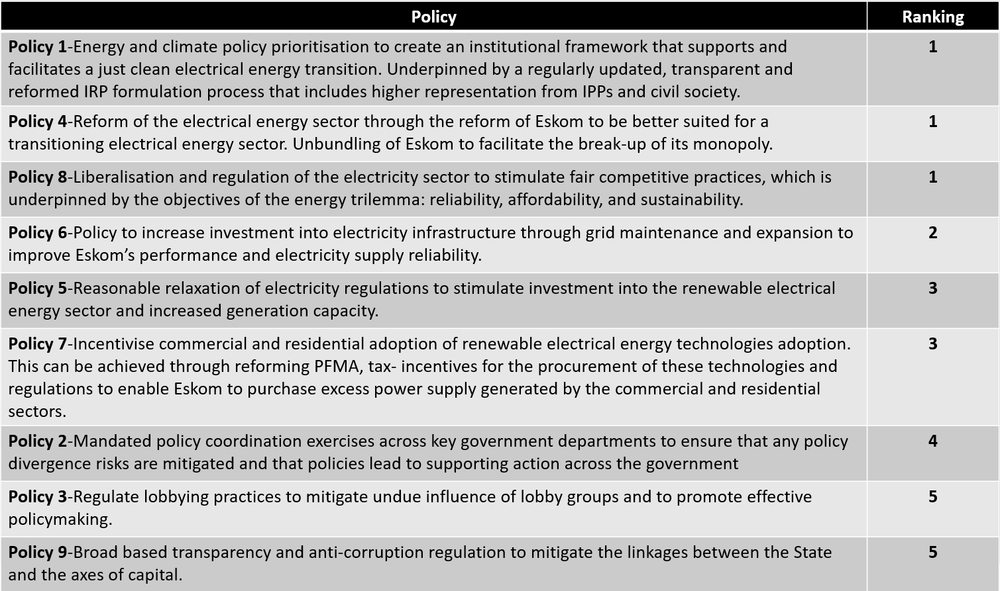 Policy Ranking
Policy 1-Energy and climate policy prioritisation to create an institutional framework that supports and 1
facilitates a just clean electrical energy transition. Underpinned by a regularly updated, transparent and
reformed IRP formulation process that includes higher representation from IPPs and civil society.
Policy 4-Reform of the electrical energy sector through the reform of Eskom to be better suited for a 1
transitioning electrical energy sector. Unbundling of Eskom to facilitate the break-up of its monopoly.
Policy 8-Liberalisation and regulation of the electricity sector to stimulate fair competitive practices, which is 1
underpinned by the objectives of the energy trilemma: reliability, affordability, and sustainability.
Policy 6-Policy to increase investment into electricity infrastructure through grid maintenance and expansion to 2
improve Eskom’s performance and electricity supply reliability.
Policy 5-Reasonable relaxation of electricity regulations to stimulate investment into the renewable electrical 3
energy sector and increased generation capacity.
Policy 7-Incentivise commercial and residential adoption of renewable electrical energy technologies adoption. 3
This can be achieved through reforming PFMA, tax- incentives for the procurement of these technologies and
regulations to enable Eskom to purchase excess power supply generated by the commercial and residential
sectors.
Policy 2-Mandated policy coordination exercises across key government departments to ensure that any policy 4
divergence risks are mitigated and that policies lead to supporting action across the government
Policy 3-Regulate lobbying practices to mitigate undue influence of lobby groups and to promote effective 5
policymaking.
Policy 9-Broad based transparency and anti-corruption regulation to mitigate the linkages between the State 5
and the axes of capital.